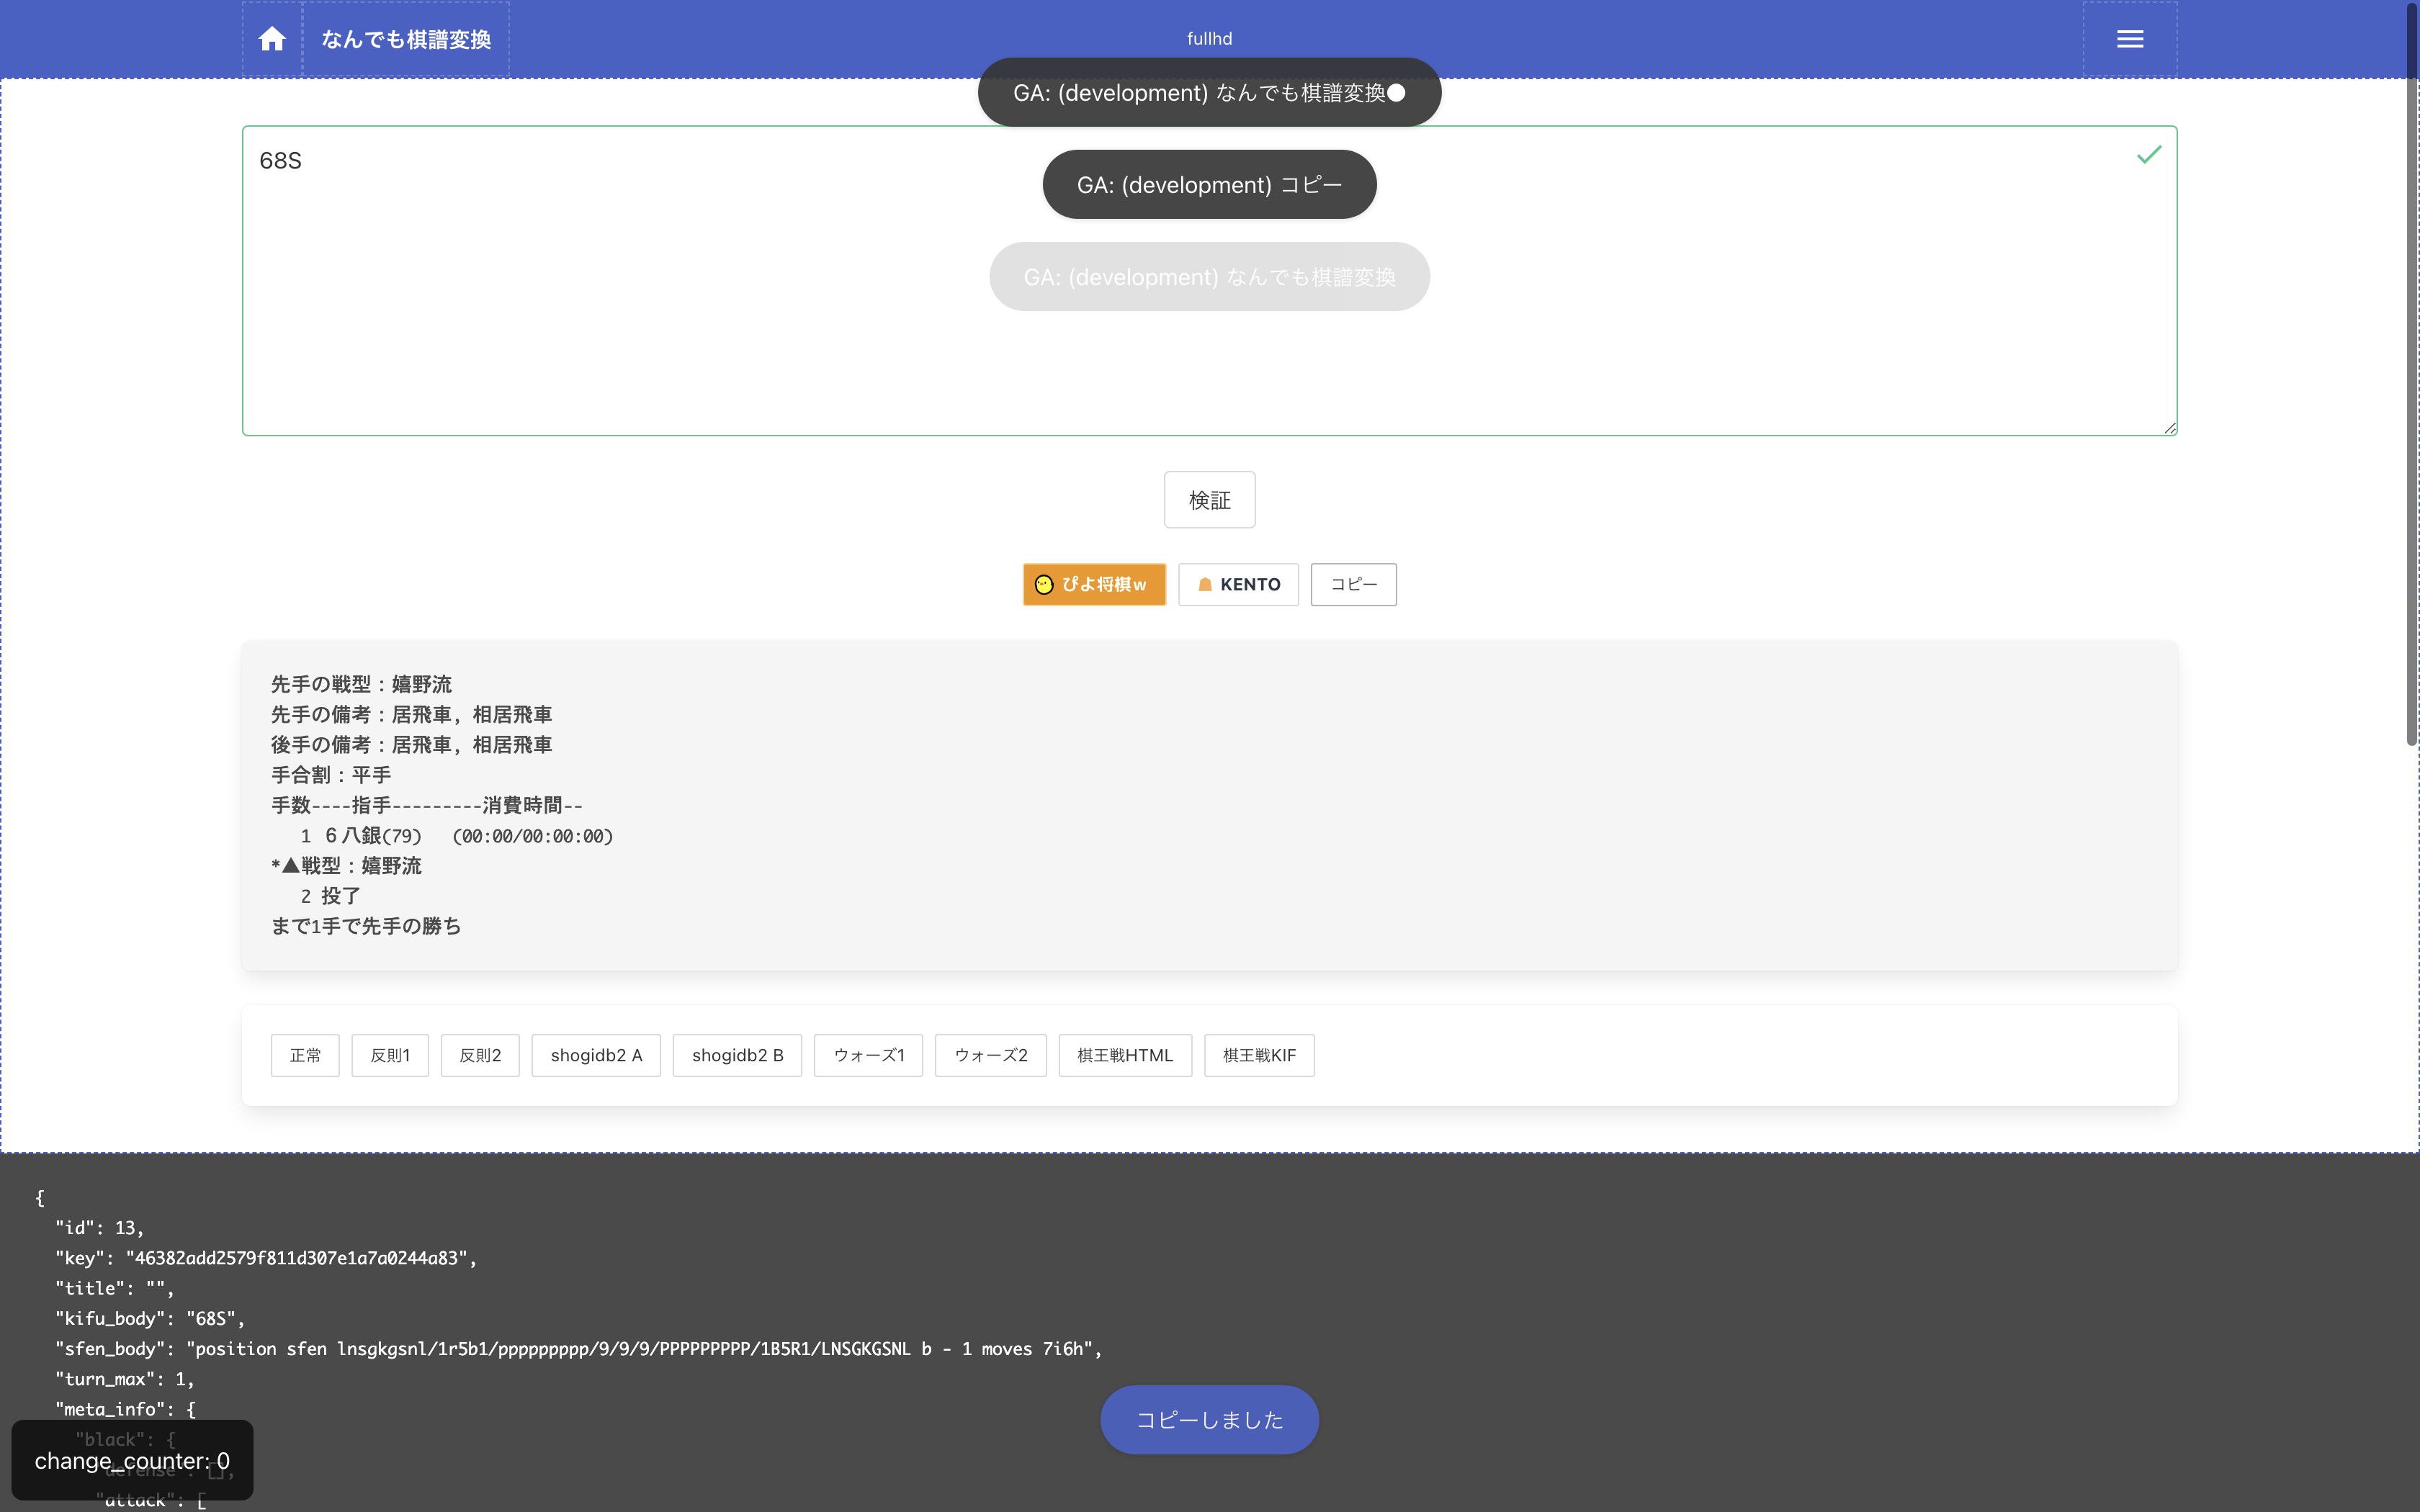 なんでも棋譜変換
fullhd
GA: (development) なんでも棋譜変換●
68S
GA: (development) コピー
GA: (development) なんでも棋譜変換
検証
ぴよ将棋w
KENTO
コピー
先手の戦型：嬉野流
先手の備考：居飛車, 相居飛車
後手の備考：居飛車, 相居飛車
手合割：平手
手数----指手---------消費時間--
1 ６八銀(79) (00:00/00:00:00)
*▲戦型：嬉野流
2 投了
まで1手で先手の勝ち
正常 反則1 反則2 shogidb2 A shogidb2 B ウォーズ1 ウォーズ2 棋王戦HTML 棋王戦KIF
{
"id": 13,
"key": "46382add2579f811d307e1a7a0244a83",
"title": "",
"kifu_body": "68S",
"sfen_body": "position sfen lnsgkgsnl/1r5b1/ppppppppp/9/9/9/PPPPPPPPP/1B5R1/LNSGKGSNL b - 1 moves 7i6h",
"turn_max": 1,
"meta_info": {
コピーしました
"black": {
change_counter: 0
"defense": [],
"attack": [